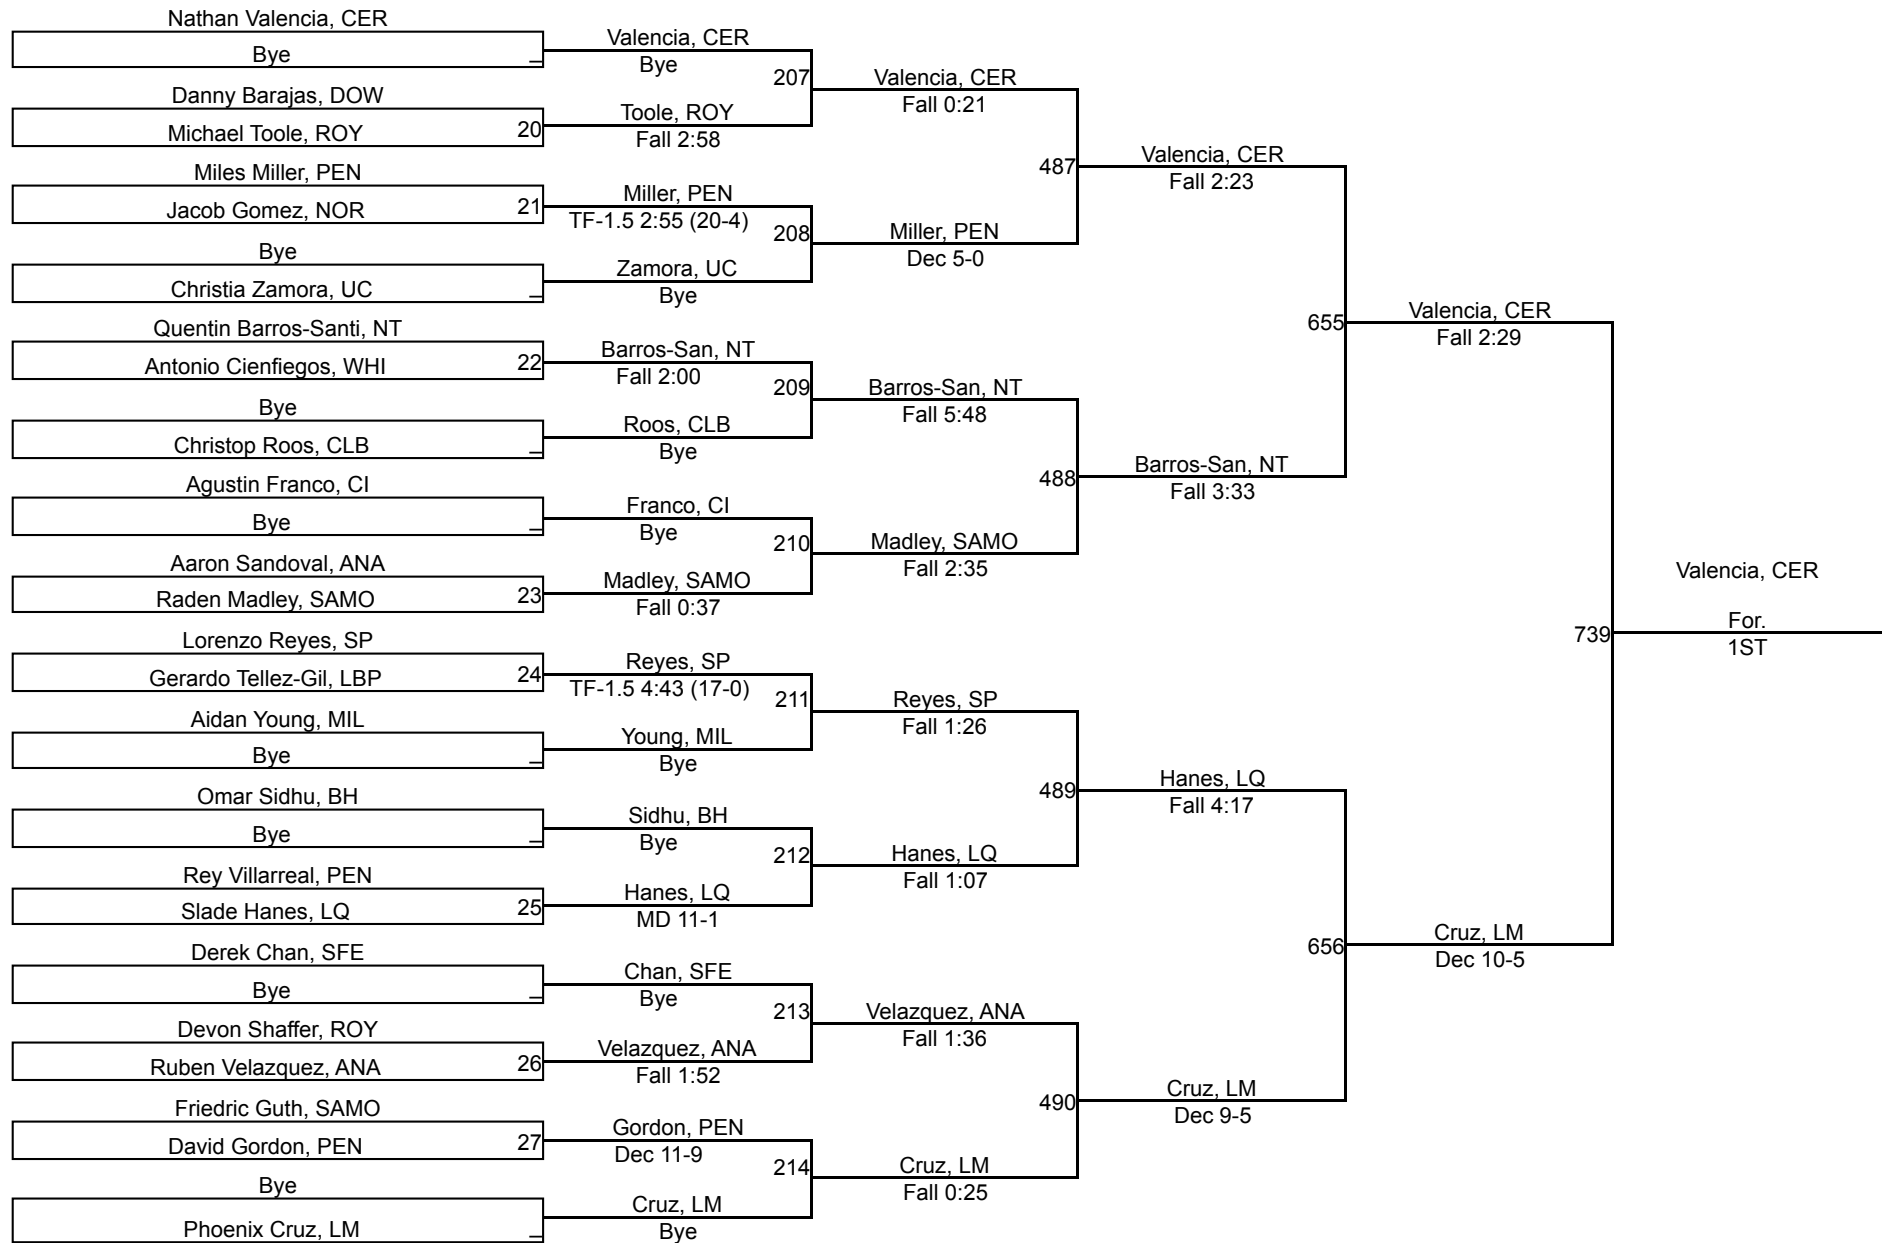 Nathan Valencia, CER
Bye
_
Danny Barajas, DOW
Michael Toole, ROY
20
Miles Miller, PEN
Jacob Gomez, NOR
21
Bye
Christia Zamora, UC
_
Quentin Barros-Santi, NT
Antonio Cienfiegos, WHI
22
Bye
Christop Roos, CLB
_
Agustin Franco, CI
Bye
_
Aaron Sandoval, ANA
Raden Madley, SAMO
23
Lorenzo Reyes, SP
Gerardo Tellez-Gil, LBP
24
Aidan Young, MIL
Bye
_
Omar Sidhu, BH
Bye
_
Rey Villarreal, PEN
Slade Hanes, LQ
25
Derek Chan, SFE
Bye
_
Devon Shaffer, ROY
Ruben Velazquez, ANA
26
Friedric Guth, SAMO
David Gordon, PEN
27
Bye
Phoenix Cruz, LM
_
Valencia, CER
Bye
207
Toole, ROY
Fall 2:58
Miller, PEN
TF-1.5 2:55 (20-4)
208
Zamora, UC
Bye
Barros-San, NT
Fall 2:00
209
Roos, CLB
Bye
Franco, CI
Bye
210
Madley, SAMO
Fall 0:37
Reyes, SP
TF-1.5 4:43 (17-0)
211
Young, MIL
Bye
Sidhu, BH
Bye
212
Hanes, LQ
MD 11-1
Chan, SFE
Bye
213
Velazquez, ANA
Fall 1:52
Gordon, PEN
Dec 11-9
214
Cruz, LM
Bye
Valencia, CER
Fall 0:21
487
Miller, PEN
Dec 5-0
Barros-San, NT
Fall 5:48
488
Madley, SAMO
Fall 2:35
Reyes, SP
Fall 1:26
489
Hanes, LQ
Fall 1:07
Velazquez, ANA
Fall 1:36
490
Cruz, LM
Fall 0:25
Valencia, CER
Fall 2:23
655
Barros-San, NT
Fall 3:33
Hanes, LQ
Fall 4:17
656
Cruz, LM
Dec 9-5
Valencia, CER
Fall 2:29
739
Cruz, LM
Dec 10-5
Valencia, CER
For.
1ST